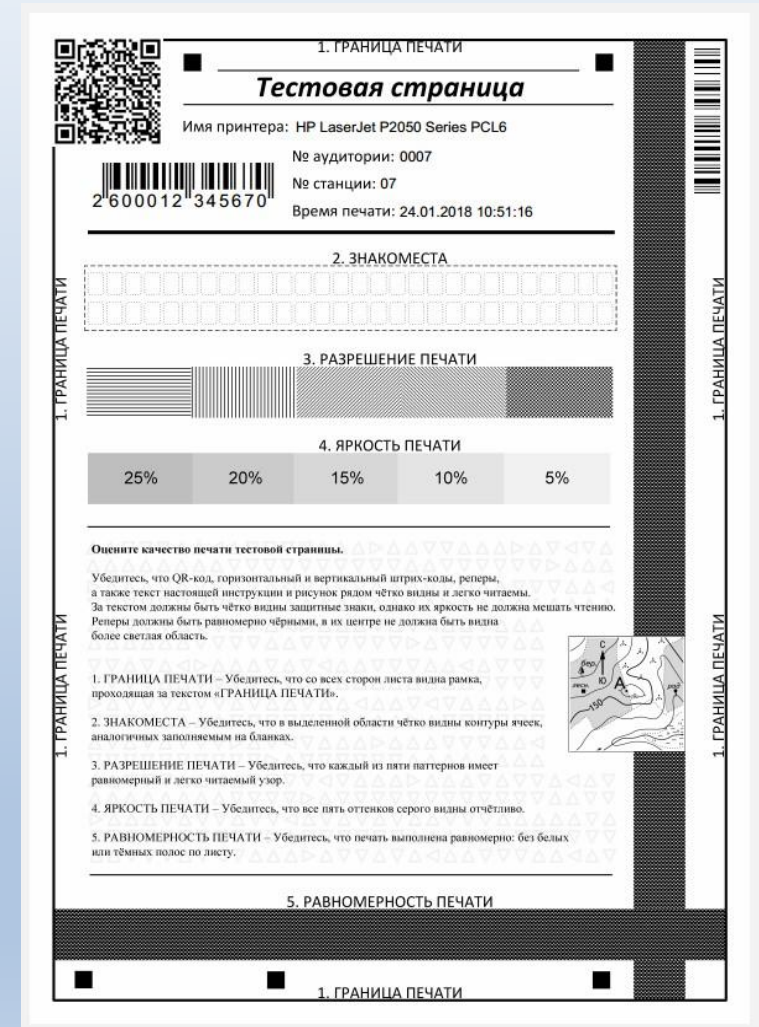 1. ГРАНИЦА ПЕЧАТИ
Тестовая страница
Имя принтера: HP LaserJet P2050 Series PCL6
№ аудитории: 0007
№ станции: 07
Время печати: 24.01.2018 10:51:16
2 600012 345670
2. ЗНАКОМЕСТА
1. ГРАНИЦА ПЕЧАТИ
1. ГРАНИЦА ПЕЧАТИ
3. РАЗРЕШЕНИЕ ПЕЧАТИ
4. ЯРКОСТЬ ПЕЧАТИ
25% 20% 15% 10% 5%
Оцените качество печати тестовой страницы.
Убедитесь, что QR-код, горизонтальный и вертикальный штрих-коды, реперы,
а также текст настоящей инструкции и рисунок рядом чётко видны и легко читаемы.
За текстом должны быть чётко видны защитные знаки, однако их яркость не должна мешать чтению.
Реперы должны быть равномерно чёрными, в их центре не должна быть видна
более светлая область.
1. ГРАНИЦА ПЕЧАТИ – Убедитесь, что со всех сторон листа видна рамка,
проходящая за текстом «ГРАНИЦА ПЕЧАТИ».
2. ЗНАКОМЕСТА – Убедитесь, что в выделенной области чётко видны контуры ячеек,
аналогичных заполняемым на бланках.
3. РАЗРЕШЕНИЕ ПЕЧАТИ – Убедитесь, что каждый из пяти паттернов имеет
равномерный и легко читаемый узор.
4. ЯРКОСТЬ ПЕЧАТИ – Убедитесь, что все пять оттенков серого видны отчётливо.
5. РАВНОМЕРНОСТЬ ПЕЧАТИ – Убедитесь, что печать выполнена равномерно: без белых
или тёмных полос по листу.
С
бер.
Ю
А
150
1. ГРАНИЦА ПЕЧАТИ
1. ГРАНИЦА ПЕЧАТИ
5. РАВНОМЕРНОСТЬ ПЕЧАТИ
1. ГРАНИЦА ПЕЧАТИ